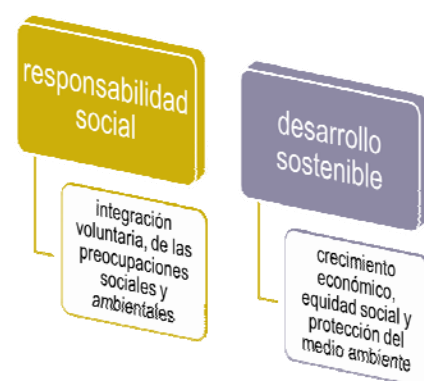 responsabilidad
social
integración
voluntaria, de las
preocupaciones
sociales y
ambientales
desarrollo
sostenible
crecimiento
económico,
equidad social y
protección del
medio ambiente